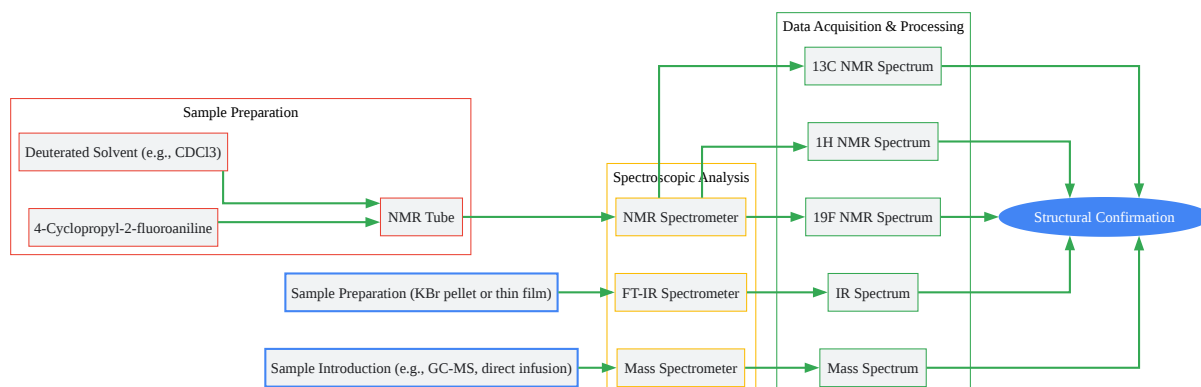 Data Acquisition & Processing
13C NMR Spectrum
Sample Preparation
Deuterated Solvent (e.g., CDCl3)
1H NMR Spectrum
Spectroscopic Analysis
4-Cyclopropyl-2-fluoroaniline
NMR Tube
NMR Spectrometer
19F NMR Spectrum
Structural Confirmation
Sample Preparation (KBr pellet or thin film)
FT-IR Spectrometer
IR Spectrum
Sample Introduction (e.g., GC-MS, direct infusion)
Mass Spectrometer
Mass Spectrum